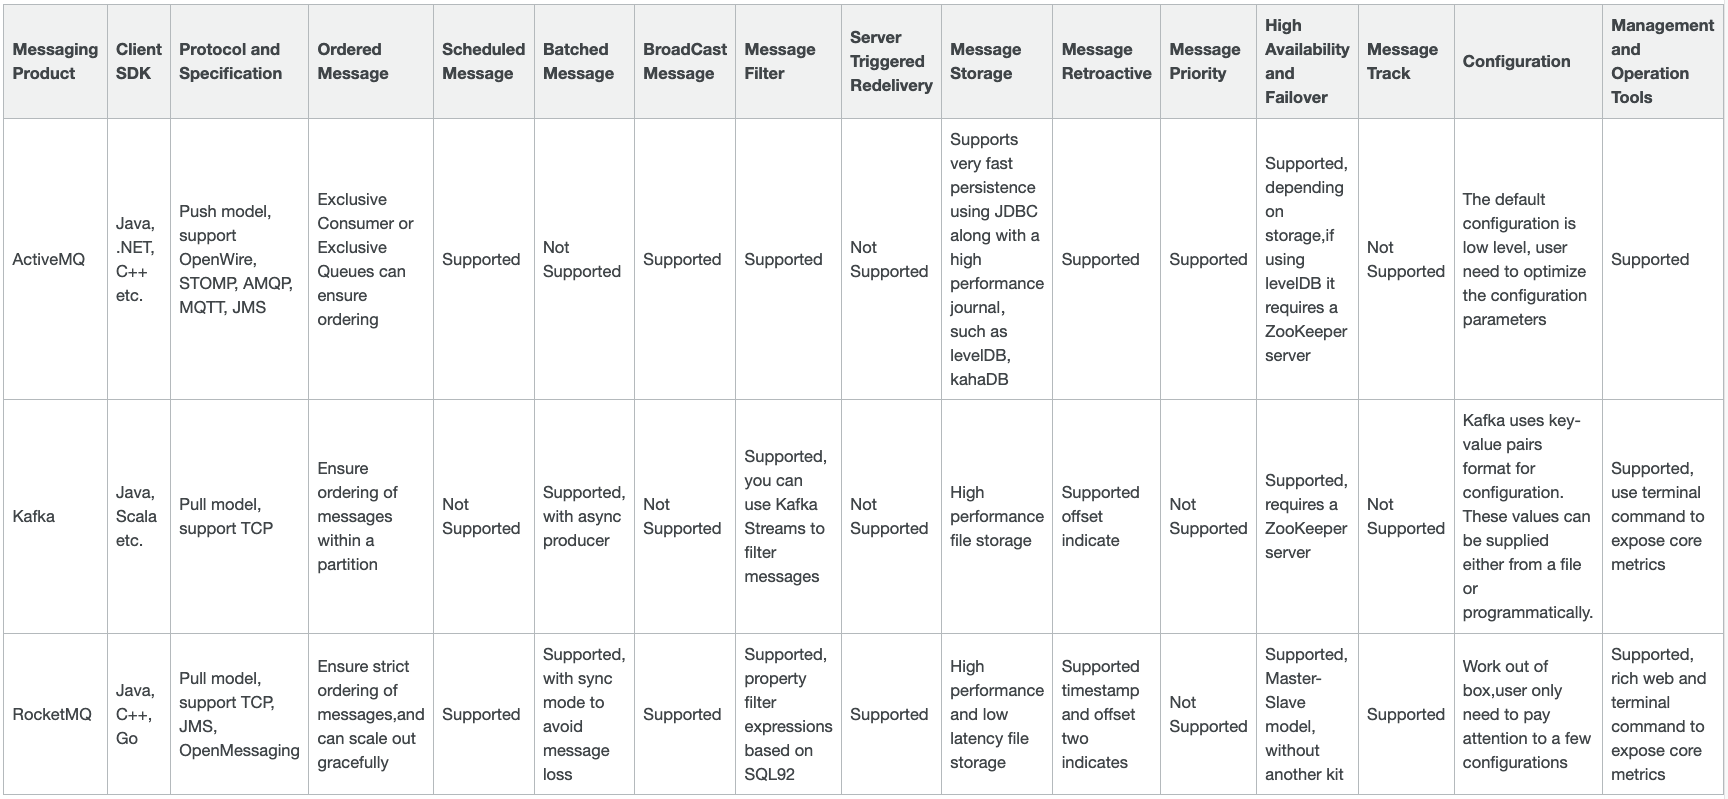 Messaging
Product
Client
SDK
Protocol and
Specification
Ordered
Message
Scheduled
Message
Batched
Message
BroadCast
Message
Message
Filter
Server
Triggered
Redelivery
Message
Storage
Message
Retroactive
Message
Priority
High
Availability
and
Failover
Message
Track
Configuration
Management
and
Operation
Tools
ActiveMQ
Java,
.NET,
C++
etc.
Push model,
support
OpenWire,
STOMP, AMQP,
MQTT, JMS
Exclusive
Consumer or
Exclusive
Queues can
ensure
ordering
Supported
Not
Supported
Supported
Supported
Not
Supported
Supports
very fast
persistence
using JDBC
along with a
high
performance
journal,
such as
levelDB,
kahaDB
Supported
Supported
Supported,
depending
on
storage,if
using
levelDB it
requires a
ZooKeeper
server
Not
Supported
The default
configuration is
low level, user
need to optimize
the configuration
parameters
Supported
Kafka
Java,
Scala
etc.
Pull model,
support TCP
Ensure
ordering of
messages
within a
partition
Not
Supported
Supported,
with async
producer
Not
Supported
Supported,
you can
use Kafka
Streams to
filter
messages
Not
Supported
High
performance
file storage
Supported
offset
indicate
Not
Supported
Supported,
requires a
ZooKeeper
server
Not
Supported
Kafka uses key-
value pairs
format for
configuration.
These values can
be supplied
either from a file
or
programmatically.
Supported,
use terminal
command to
expose core
metrics
RocketMQ
Java,
C++,
Go
Pull model,
support TCP,
JMS,
OpenMessaging
Ensure strict
ordering of
messages,and
can scale out
gracefully
Supported
Supported,
with sync
mode to
avoid
message
loss
Supported
Supported,
property
filter
expressions
based on
SQL92
Supported
High
performance
and low
latency file
storage
Supported
timestamp
and offset
two
indicates
Not
Supported
Supported,
Master-
Slave
model,
without
another kit
Supported
Work out of
box,user only
need to pay
attention to a few
configurations
Supported,
rich web and
terminal
command to
expose core
metrics